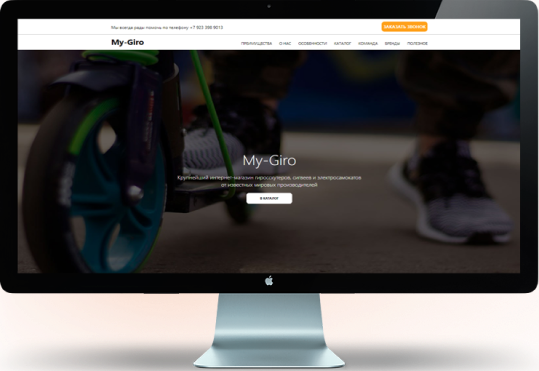 Мы всегда рады помочь по телефону +7 922 398 9013
ЗАКАЗАТЬ ЗВОНОК
My-Giro
ПРЕИМУЩЕСТВА О НАС ОСОБЕННОСТИ КАТАЛОГ КОМАНДА БРЕНДЫ ПОЛЕЗНОЕ
My-Giro
Крупнейший интернет-магазин гироскутеров, сигвеев и электросамокатов
от известных мировых производителей
В КАТАЛОГ